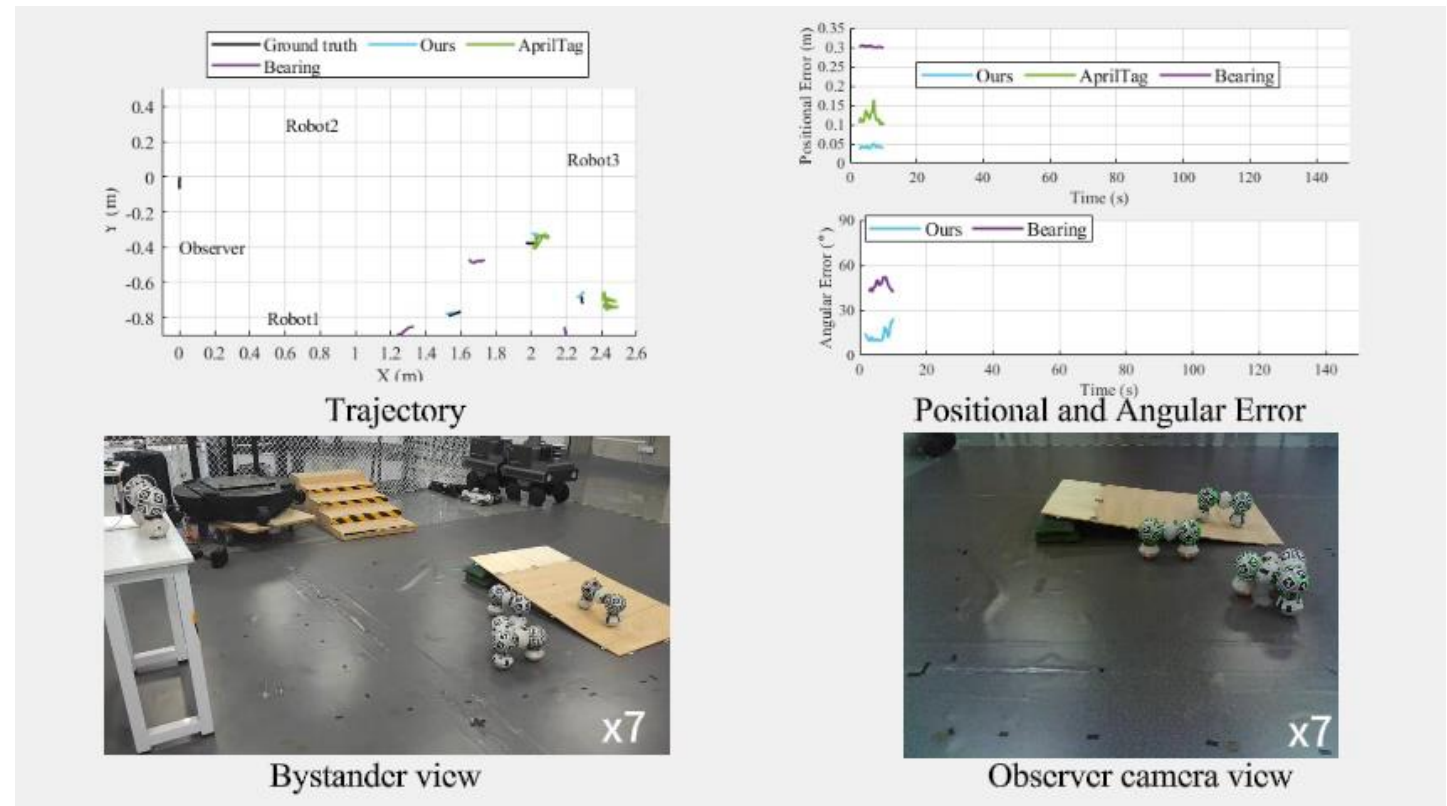 Ground truth Ours AprilTag
Bearing
0.4
0.2
0
-0.2
-0.4
-0.6
-0.8
Y (m)
Robot2
Robot3
Observer
Robot1
0 0.2 0.4 0.6 0.8 1 1.2 1.4 1.6 1.8 2 2.2 2.4 2.6
X (m)
Trajectory
0.35
0.3
0.25
0.2
0.15
0.1
0.05
0
Positional Error (m)
Ours AprilTag Bearing
0 20 40 60 80 100 120 140
Time (s)
90
60
30
0
Angular Error (°)
Ours Bearing
0 20 40 60 80 100 120 140
Time (s)
Positional and Angular Error
x7
Bystander view
x7
Observer camera view